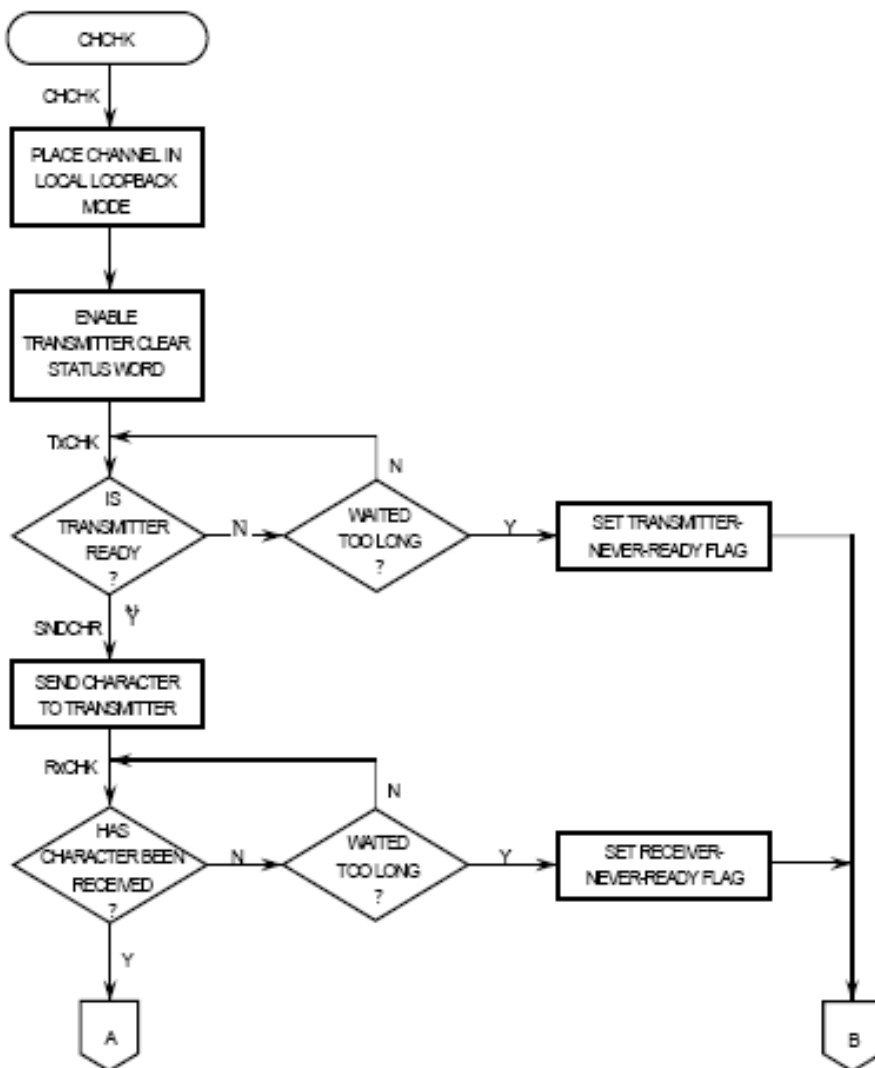 CHCHK
CHCHK
PLACE CHANNEL IN
LOCAL LOOPBACK
MODE
ENABLE
TRANSMITTER CLEAR
STATUS WORD
TxCHK
N
IS
TRANSMITTER
READY
?
N
WAITED
TOO LONG
?
Y
SET TRANSMITTER-
NEVER-READY FLAG
Y
SNDCHR
SEND CHARACTER
TO TRANSMITTER
RxCHK
N
HAS
CHARACTER BEEN
RECEIVED
?
N
WAITED
TOO LONG
?
Y
SET RECEIVER-
NEVER-READY FLAG
Y
A
B